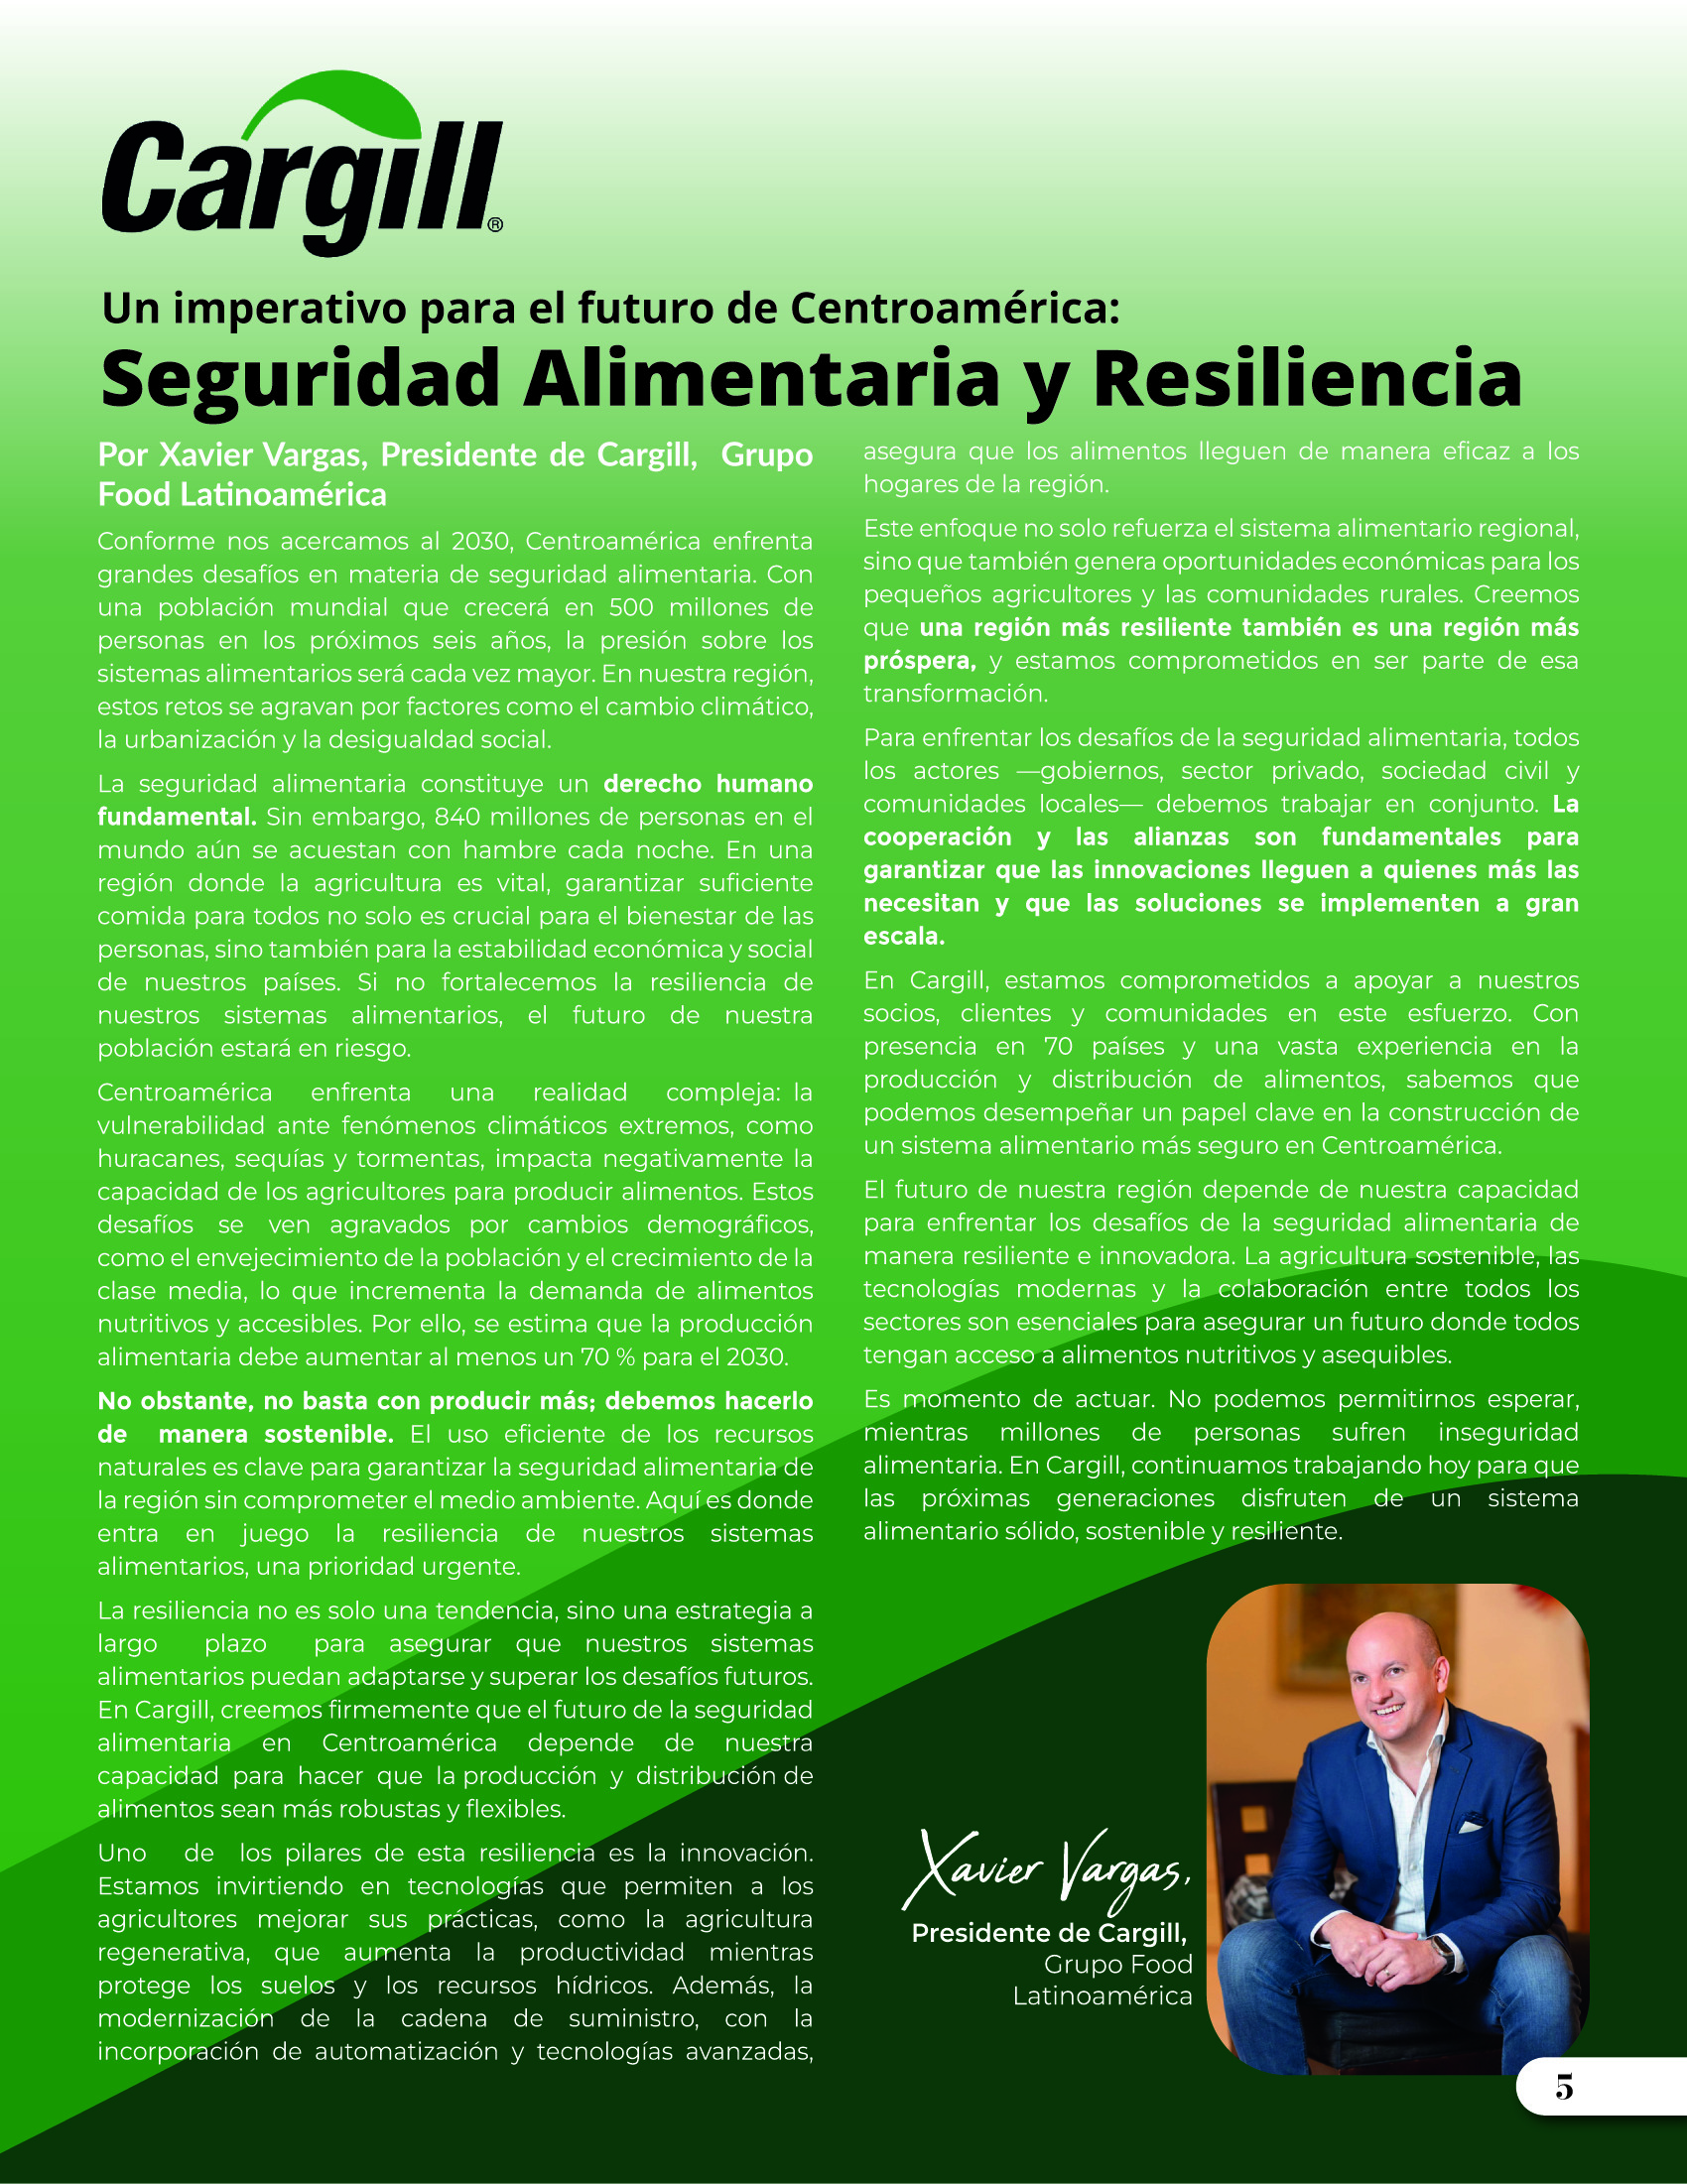 Cargill®
Un imperativo para el futuro de Centroamérica:
Seguridad Alimentaria y Resiliencia
Por Xavier Vargas, Presidente de Cargill, Grupo
Food Latinoamérica
Conforme nos acercamos al 2030, Centroamérica enfrenta
grandes desafíos en materia de seguridad alimentaria. Con
una población mundial que crecerá en 500 millones de
personas en los próximos seis años, la presión sobre los
sistemas alimentarios será cada vez mayor. En nuestra región,
estos retos se agravan por factores como el cambio climático,
la urbanización y la desigualdad social.
La seguridad alimentaria constituye un derecho humano
fundamental. Sin embargo, 840 millones de personas en el
mundo aún se acuestan con hambre cada noche. En una
región donde la agricultura es vital, garantizar suficiente
comida para todos no solo es crucial para el bienestar de las
personas, sino también para la estabilidad económica y social
de nuestros países. Si no fortalecemos la resiliencia de
nuestros sistemas alimentarios, el futuro de nuestra
población estará en riesgo.
Centroamérica enfrenta una realidad compleja: la
vulnerabilidad ante fenómenos climáticos extremos, como
huracanes, sequías y tormentas, impacta negativamente la
capacidad de los agricultores para producir alimentos. Estos
desafíos se ven agravados por cambios demográficos,
como el envejecimiento de la población y el crecimiento de la
clase media, lo que incrementa la demanda de alimentos
nutritivos y accesibles. Por ello, se estima que la producción
alimentaria debe aumentar al menos un 70 % para el 2030.
No obstante, no basta con producir más; debemos hacerlo
de manera sostenible. El uso eficiente de los recursos
naturales es clave para garantizar la seguridad alimentaria de
la región sin comprometer el medio ambiente. Aquí es donde
entra en juego la resiliencia de nuestros sistemas
alimentarios, una prioridad urgente.
La resiliencia no es solo una tendencia, sino una estrategia a
largo plazo para asegurar que nuestros sistemas
alimentarios puedan adaptarse y superar los desafíos futuros.
En Cargill, creemos firmemente que el futuro de la seguridad
alimentaria en Centroamérica depende de nuestra
capacidad para hacer que la producción y distribución de
alimentos sean más robustas y flexibles.
Uno de los pilares de esta resiliencia es la innovación.
Estamos invirtiendo en tecnologías que permiten a los
agricultores mejorar sus prácticas, como la agricultura
regenerativa, que aumenta la productividad mientras
protege los suelos y los recursos hídricos. Además, la
modernización de la cadena de suministro, con la
incorporación de automatización y tecnologías avanzadas,
asegura que los alimentos lleguen de manera eficaz a los
hogares de la región.
Este enfoque no solo refuerza el sistema alimentario regional,
sino que también genera oportunidades económicas para los
pequeños agricultores y las comunidades rurales. Creemos
que una región más resiliente también es una región más
próspera, y estamos comprometidos en ser parte de esa
transformación.
Para enfrentar los desafíos de la seguridad alimentaria, todos
los actores —gobiernos, sector privado, sociedad civil y
comunidades locales— debemos trabajar en conjunto. La
cooperación y las alianzas son fundamentales para
garantizar que las innovaciones lleguen a quienes más las
necesitan y que las soluciones se implementen a gran
escala.
En Cargill, estamos comprometidos a apoyar a nuestros
socios, clientes y comunidades en este esfuerzo. Con
presencia en 70 países y una vasta experiencia en la
producción y distribución de alimentos, sabemos que
podemos desempeñar un papel clave en la construcción de
un sistema alimentario más seguro en Centroamérica.
El futuro de nuestra región depende de nuestra capacidad
para enfrentar los desafíos de la seguridad alimentaria de
manera resiliente e innovadora. La agricultura sostenible, las
tecnologías modernas y la colaboración entre todos los
sectores son esenciales para asegurar un futuro donde todos
tengan acceso a alimentos nutritivos y asequibles.
Es momento de actuar. No podemos permitirnos esperar,
mientras millones de personas sufren inseguridad
alimentaria. En Cargill, continuamos trabajando hoy para que
las próximas generaciones disfruten de un sistema
alimentario sólido, sostenible y resiliente.
Xavier Vargas,
Presidente de Cargill,
Grupo Food
Latinoamérica
5